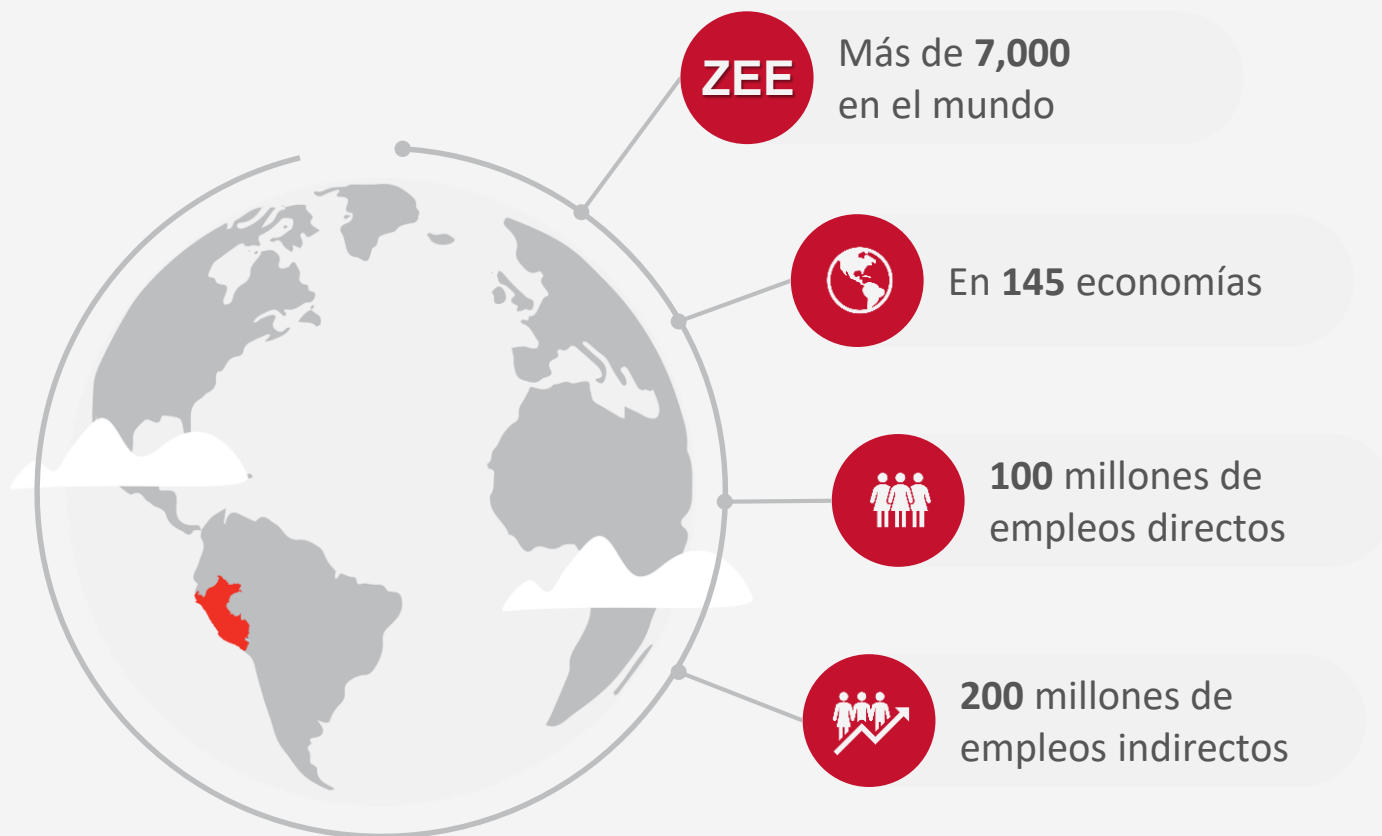 ZEE
Más de 7,000
en el mundo
En 145 economías
100 millones de
empleos directos
200 millones de
empleos indirectos